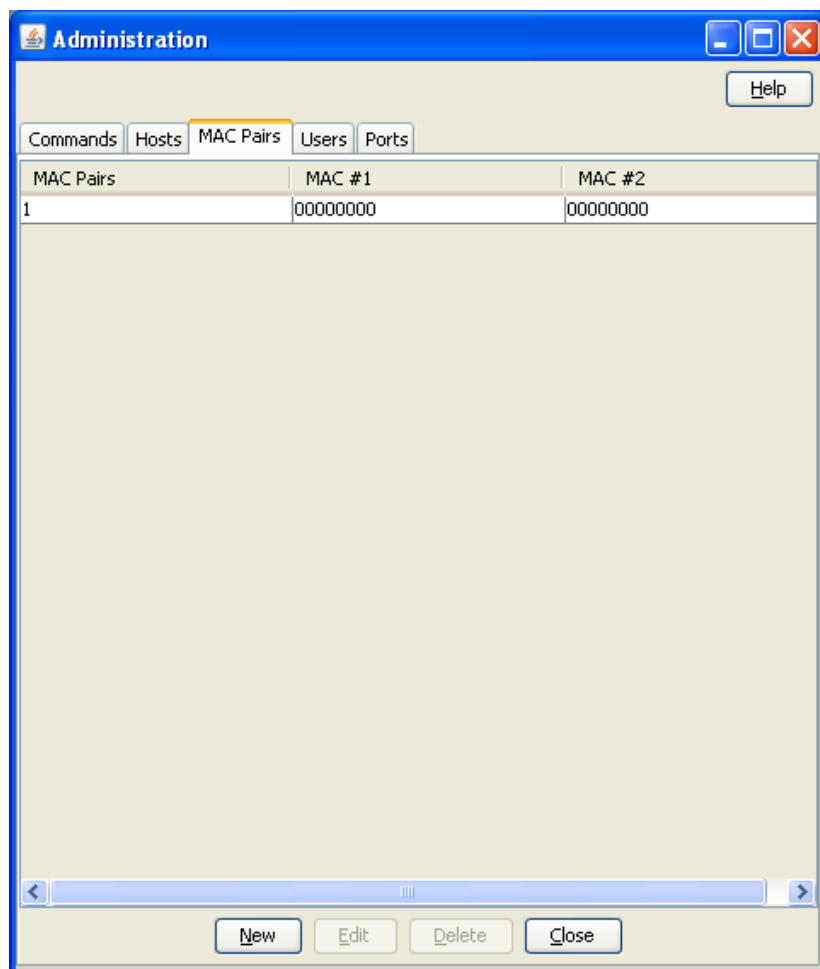 Administration
Help
Commands Hosts MAC Pairs Users Ports
MAC Pairs MAC #1 MAC #2
1 00000000 00000000
New Edit Delete Close